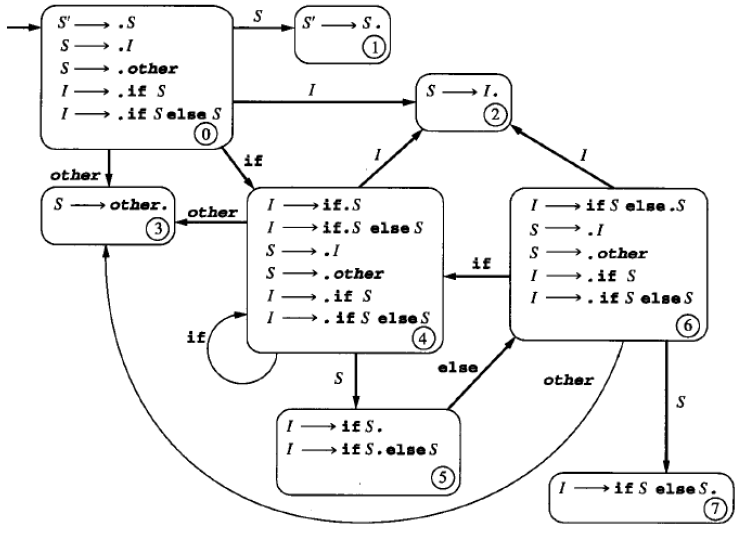 S' ⟶ .S
S ⟶ .I
S ⟶ .other
I ⟶ .if S
I ⟶ .if S else S
0
S
S' ⟶ S.
1
I
S ⟶ I.
2
other
if
I
I
S ⟶ other.
3
other
I ⟶ if.S
I ⟶ if.S else S
S ⟶ .I
S ⟶ .other
I ⟶ .if S
I ⟶ .if S else S
4
if
I ⟶ if S else.S
S ⟶ .I
S ⟶ .other
I ⟶ .if S
I ⟶ .if S else S
6
if
S
else
other
S
I ⟶ if S.
I ⟶ if S.else S
5
I ⟶ if S else S.
7